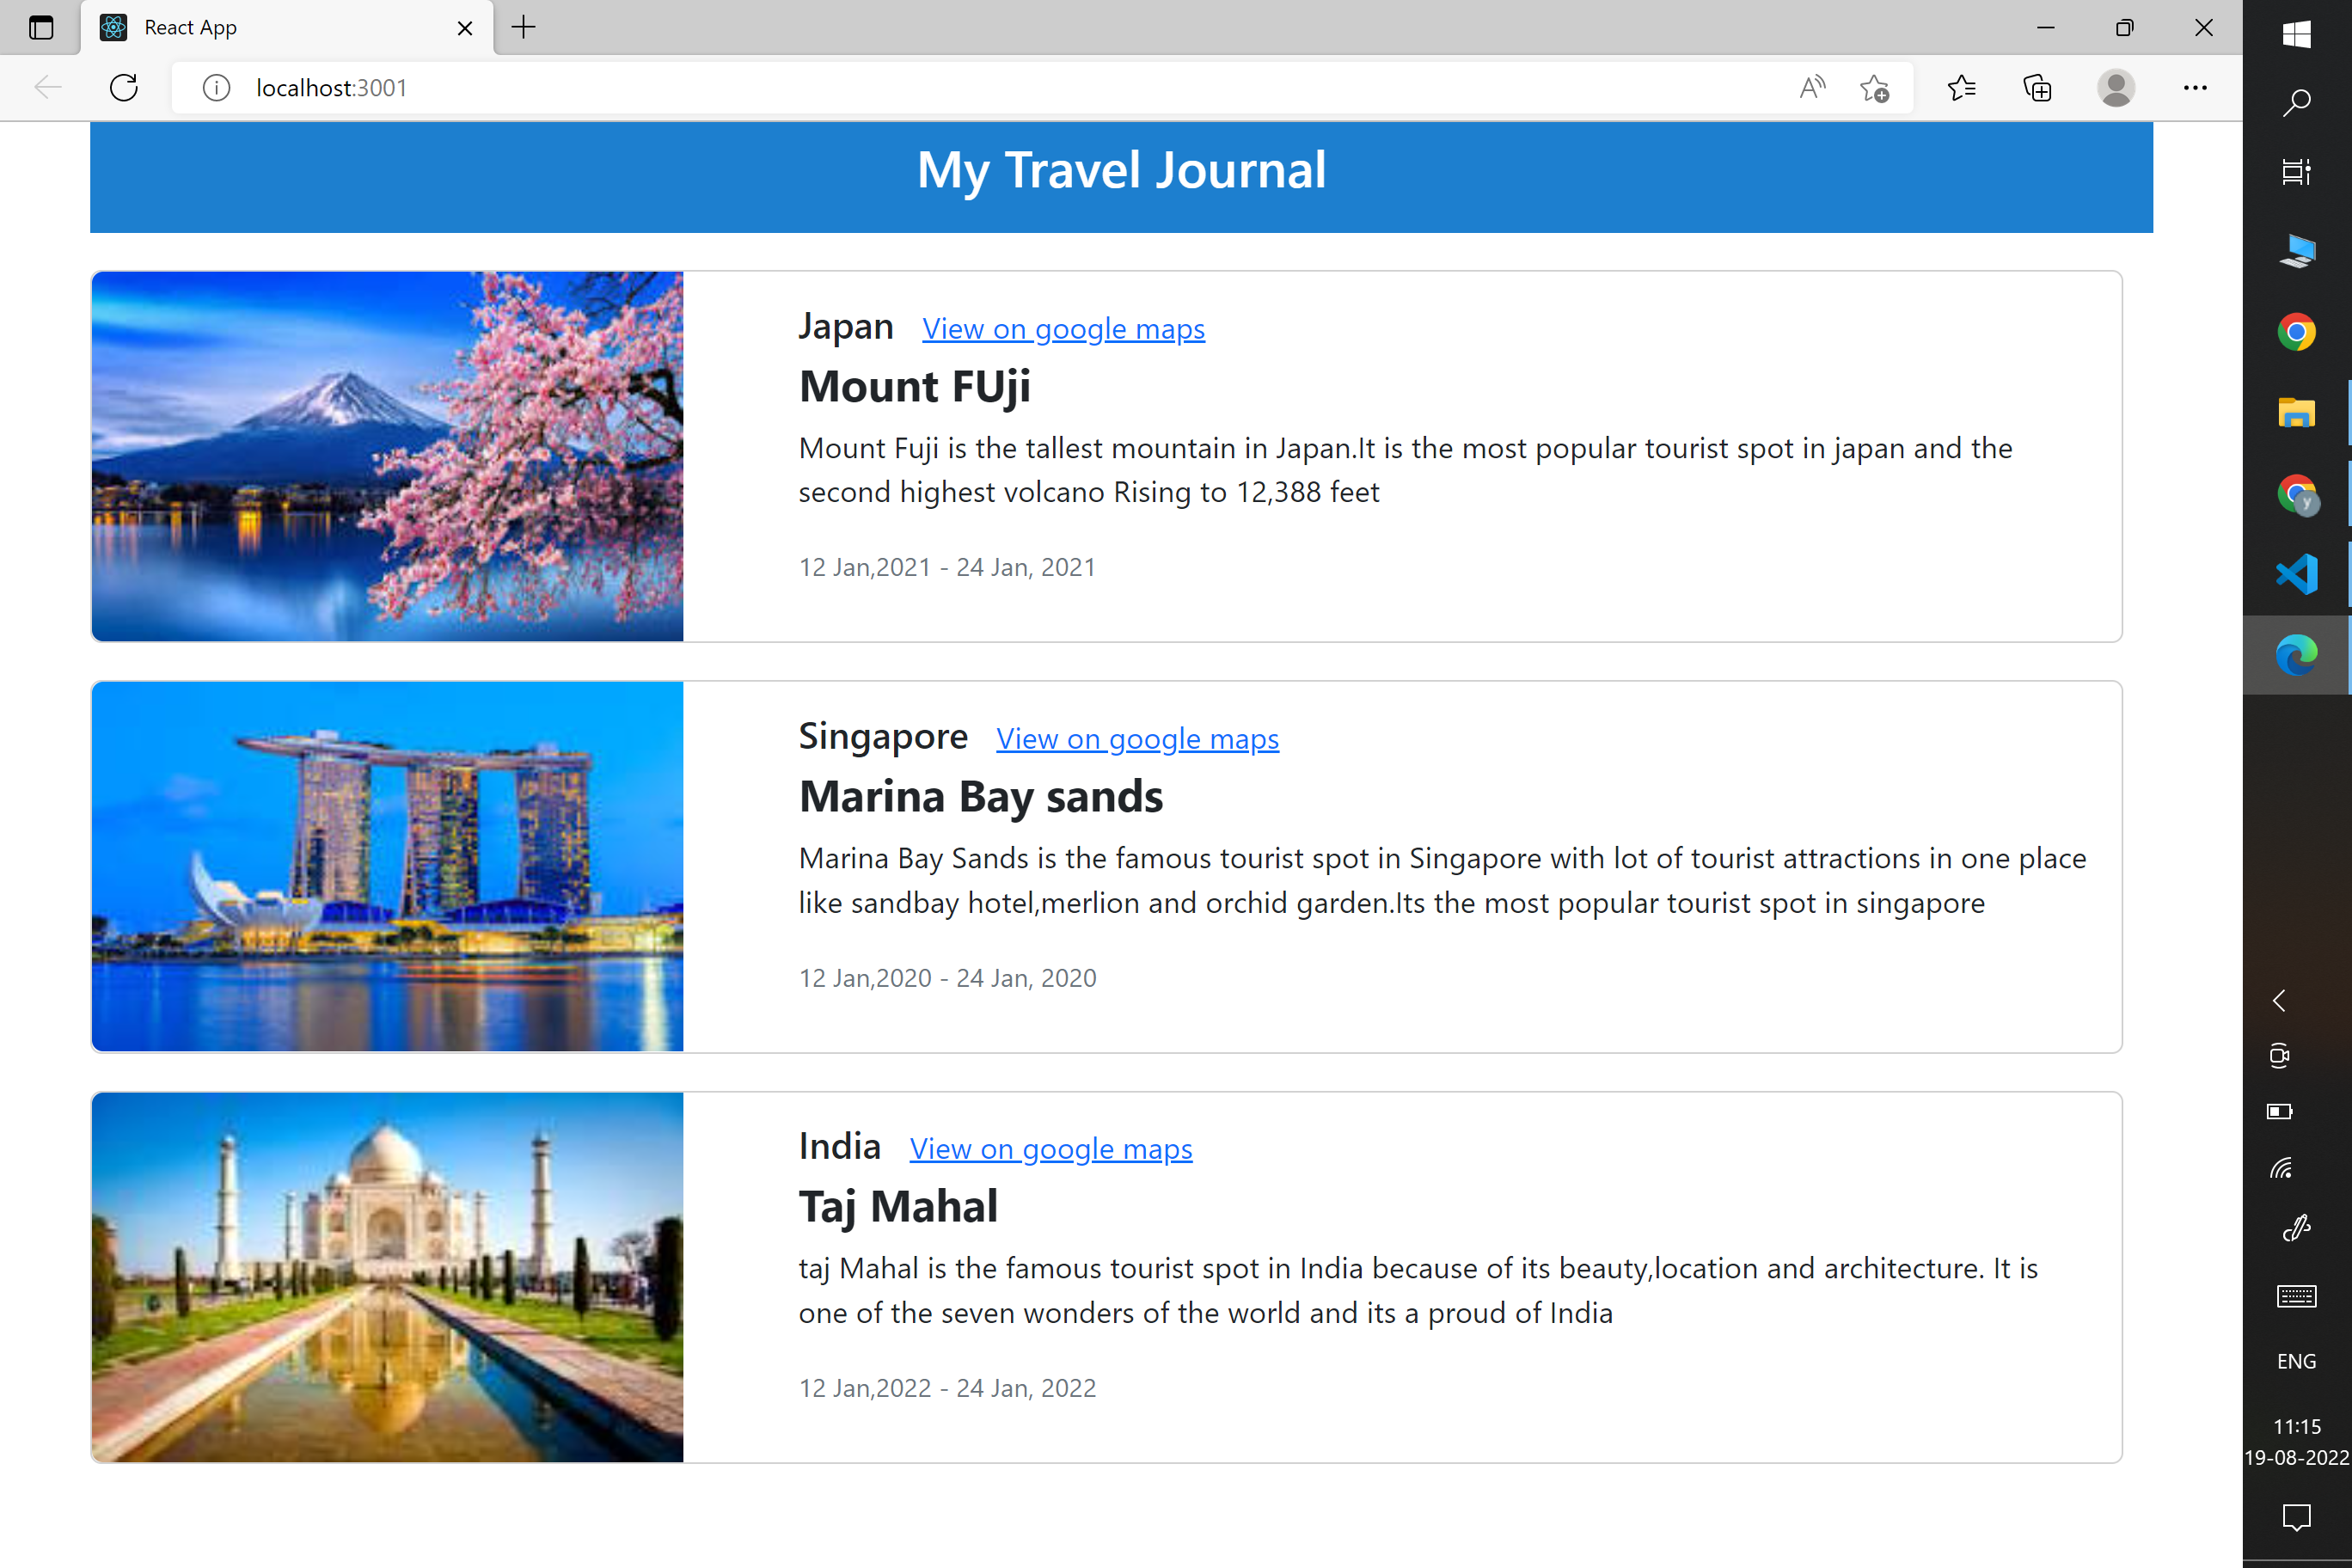 React App
localhost:3001
My Travel Journal
Japan View on google maps
Mount FUji
Mount Fuji is the tallest mountain in Japan.It is the most popular tourist spot in japan and the
second highest volcano Rising to 12,388 feet
12 Jan,2021 - 24 Jan, 2021
Singapore View on google maps
Marina Bay sands
Marina Bay Sands is the famous tourist spot in Singapore with lot of tourist attractions in one place
like sandbay hotel,merlion and orchid garden.Its the most popular tourist spot in singapore
12 Jan,2020 - 24 Jan, 2020
India View on google maps
Taj Mahal
taj Mahal is the famous tourist spot in India because of its beauty,location and architecture. It is
one of the seven wonders of the world and its a proud of India
12 Jan,2022 - 24 Jan, 2022
y
ENG
11:15
19-08-2022